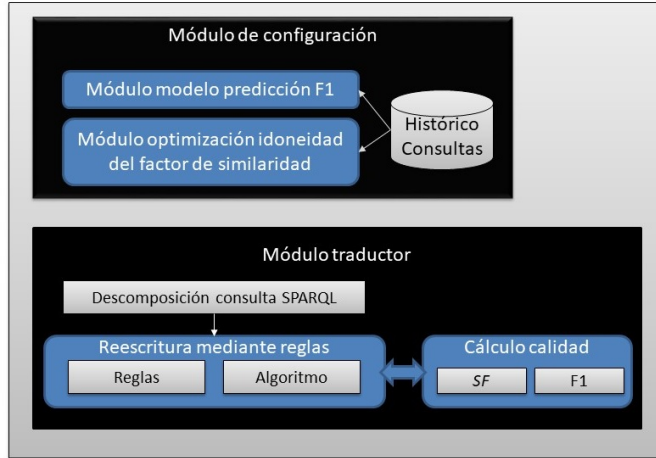 Módulo de configuración
Módulo modelo predicción F1
Módulo optimización idoneidad
del factor de similaridad
Histórico
Consultas
Módulo traductor
Descomposición consulta SPARQL
Reescritura mediante reglas
Reglas
Algoritmo
Cálculo calidad
SF
F1